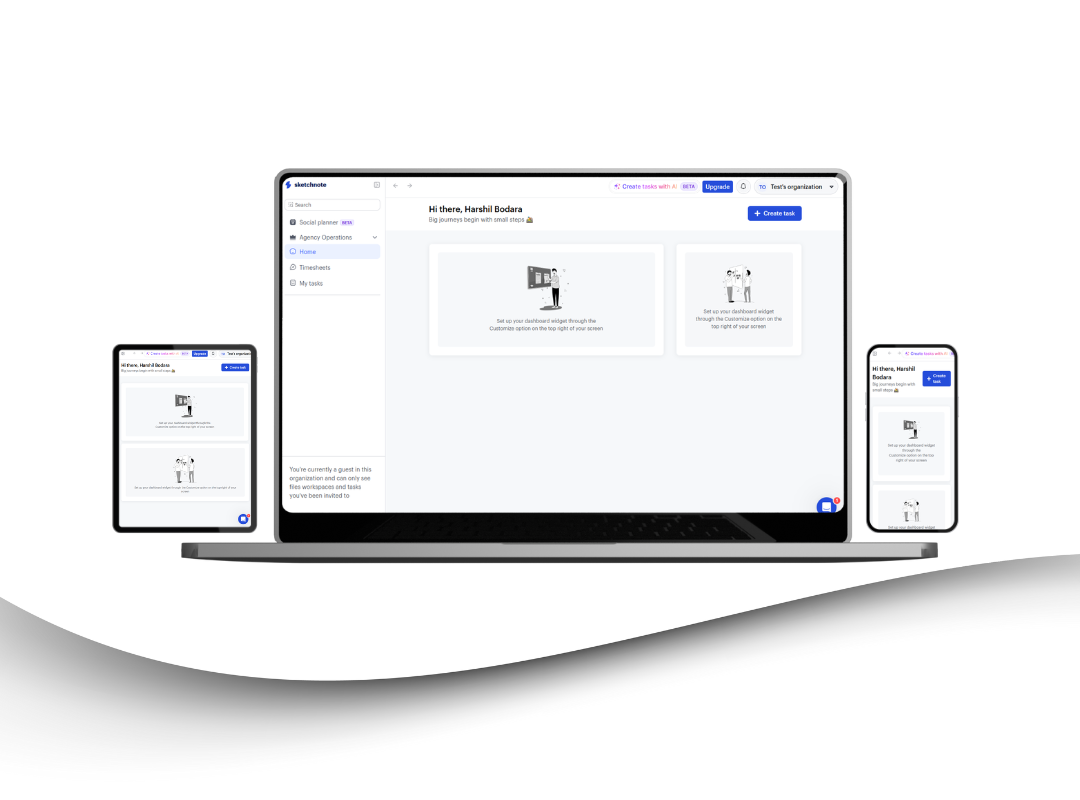 sketchnote
Search
Social planner BETA
Agency Operations
Home
Timesheets
My tasks
You're currently a guest in this
organization and can only see
files workspaces and tasks
you've been invited to
Create tasks with AI BETA Upgrade TO Test's organization
Hi there, Harshil Bodara
Big journeys begin with small steps
Create task
Set up your dashboard widget through the
Customize option on the top right of your screen
Set up your dashboard widget
through the Customize option on the
top right of your screen
Create tasks with AI BETA Upgrade TO Test's organizati
Hi there, Harshil Bodara
Big journeys begin with small steps
Create task
Set up your dashboard widget through the
Customize option on the top right of your screen
Set up your dashboard widget through the Customize option on the top right of your
screen
Create tasks with AI
Hi there, Harshil
Bodara
Big journeys begin with
small steps
Create
task
Set up your dashboard widget
through the
Customize option on the top
right of your screen
Set up your dashboard widget